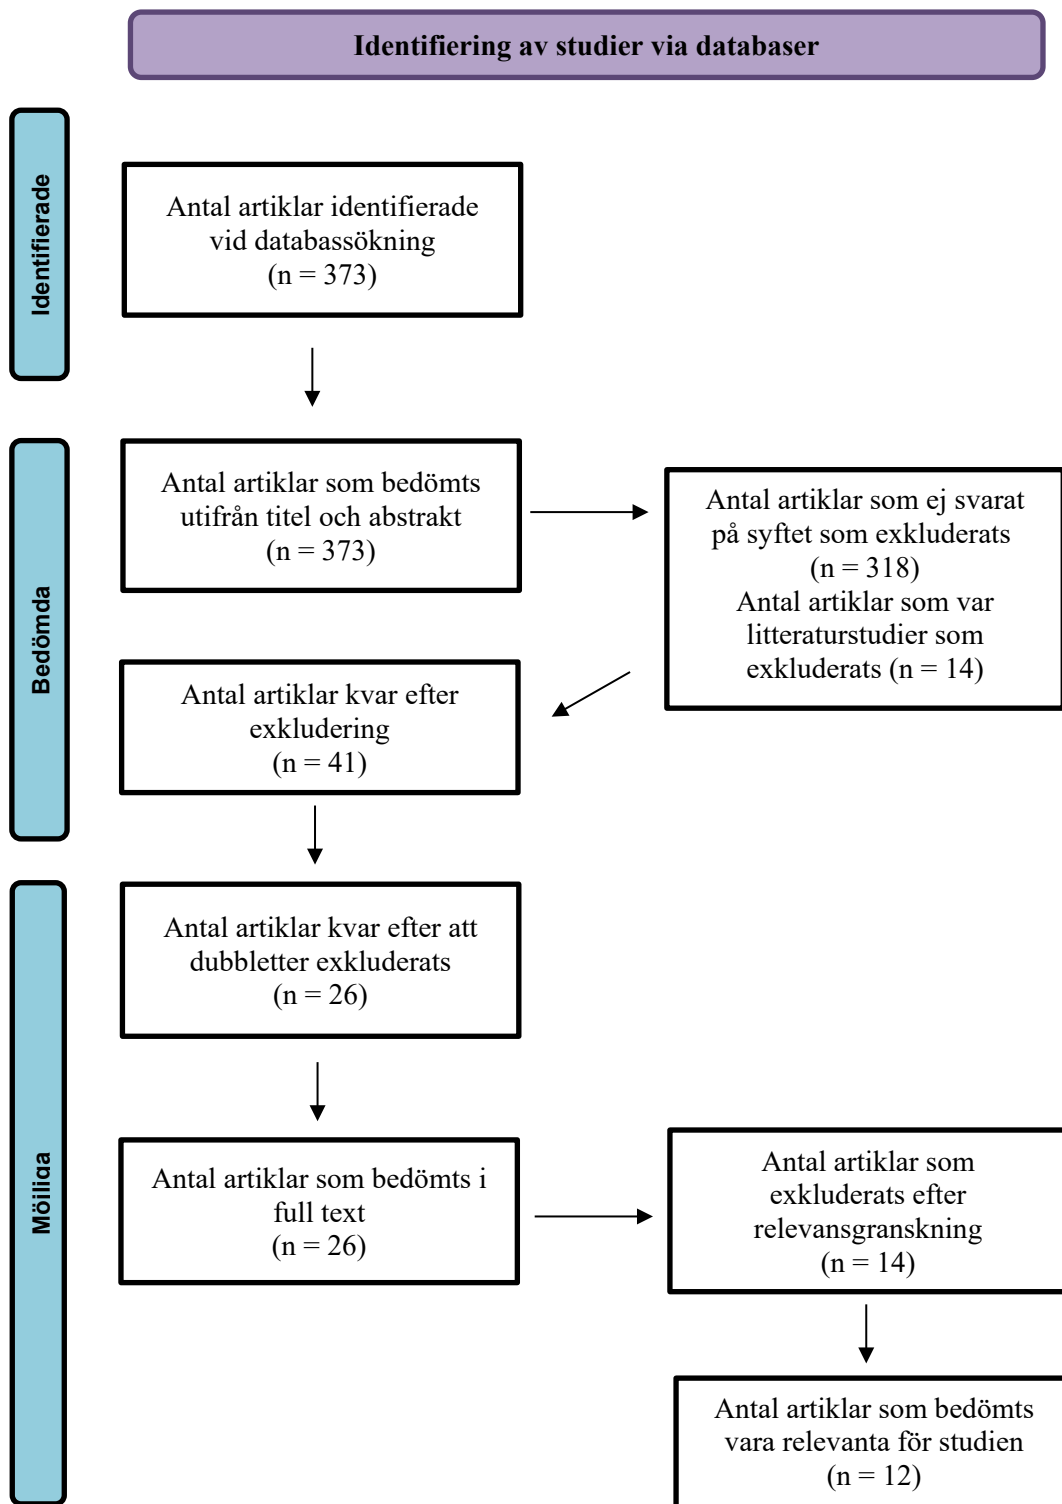 Identifiering av studier via databaser
Identifierade
Antal artiklar identifierade
vid databassökning
(n = 373)
Bedömda
Antal artiklar som bedömts
utifrån titel och abstrakt
(n = 373)
Antal artiklar som ej svarat
på syftet som exkluderats
(n = 318)
Antal artiklar som var
litteraturstudier som
exkluderats (n = 14)
Antal artiklar kvar efter
exkludering
(n = 41)
Möjliga
Antal artiklar kvar efter att
dubbletter exkluderats
(n = 26)
Antal artiklar som bedömts i
full text
(n = 26)
Antal artiklar som
exkluderats efter
relevansgranskning
(n = 14)
Antal artiklar som bedömts
vara relevanta för studien
(n = 12)